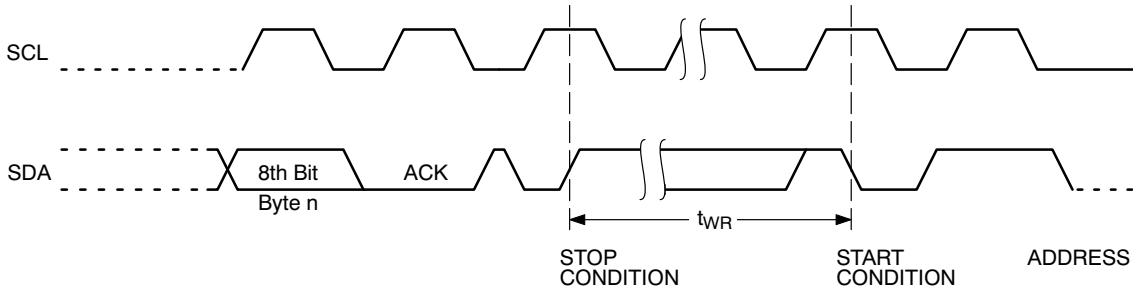 SCL
SDA
8th Bit
Byte n
ACK
tWR
STOP
CONDITION
START
CONDITION
ADDRESS